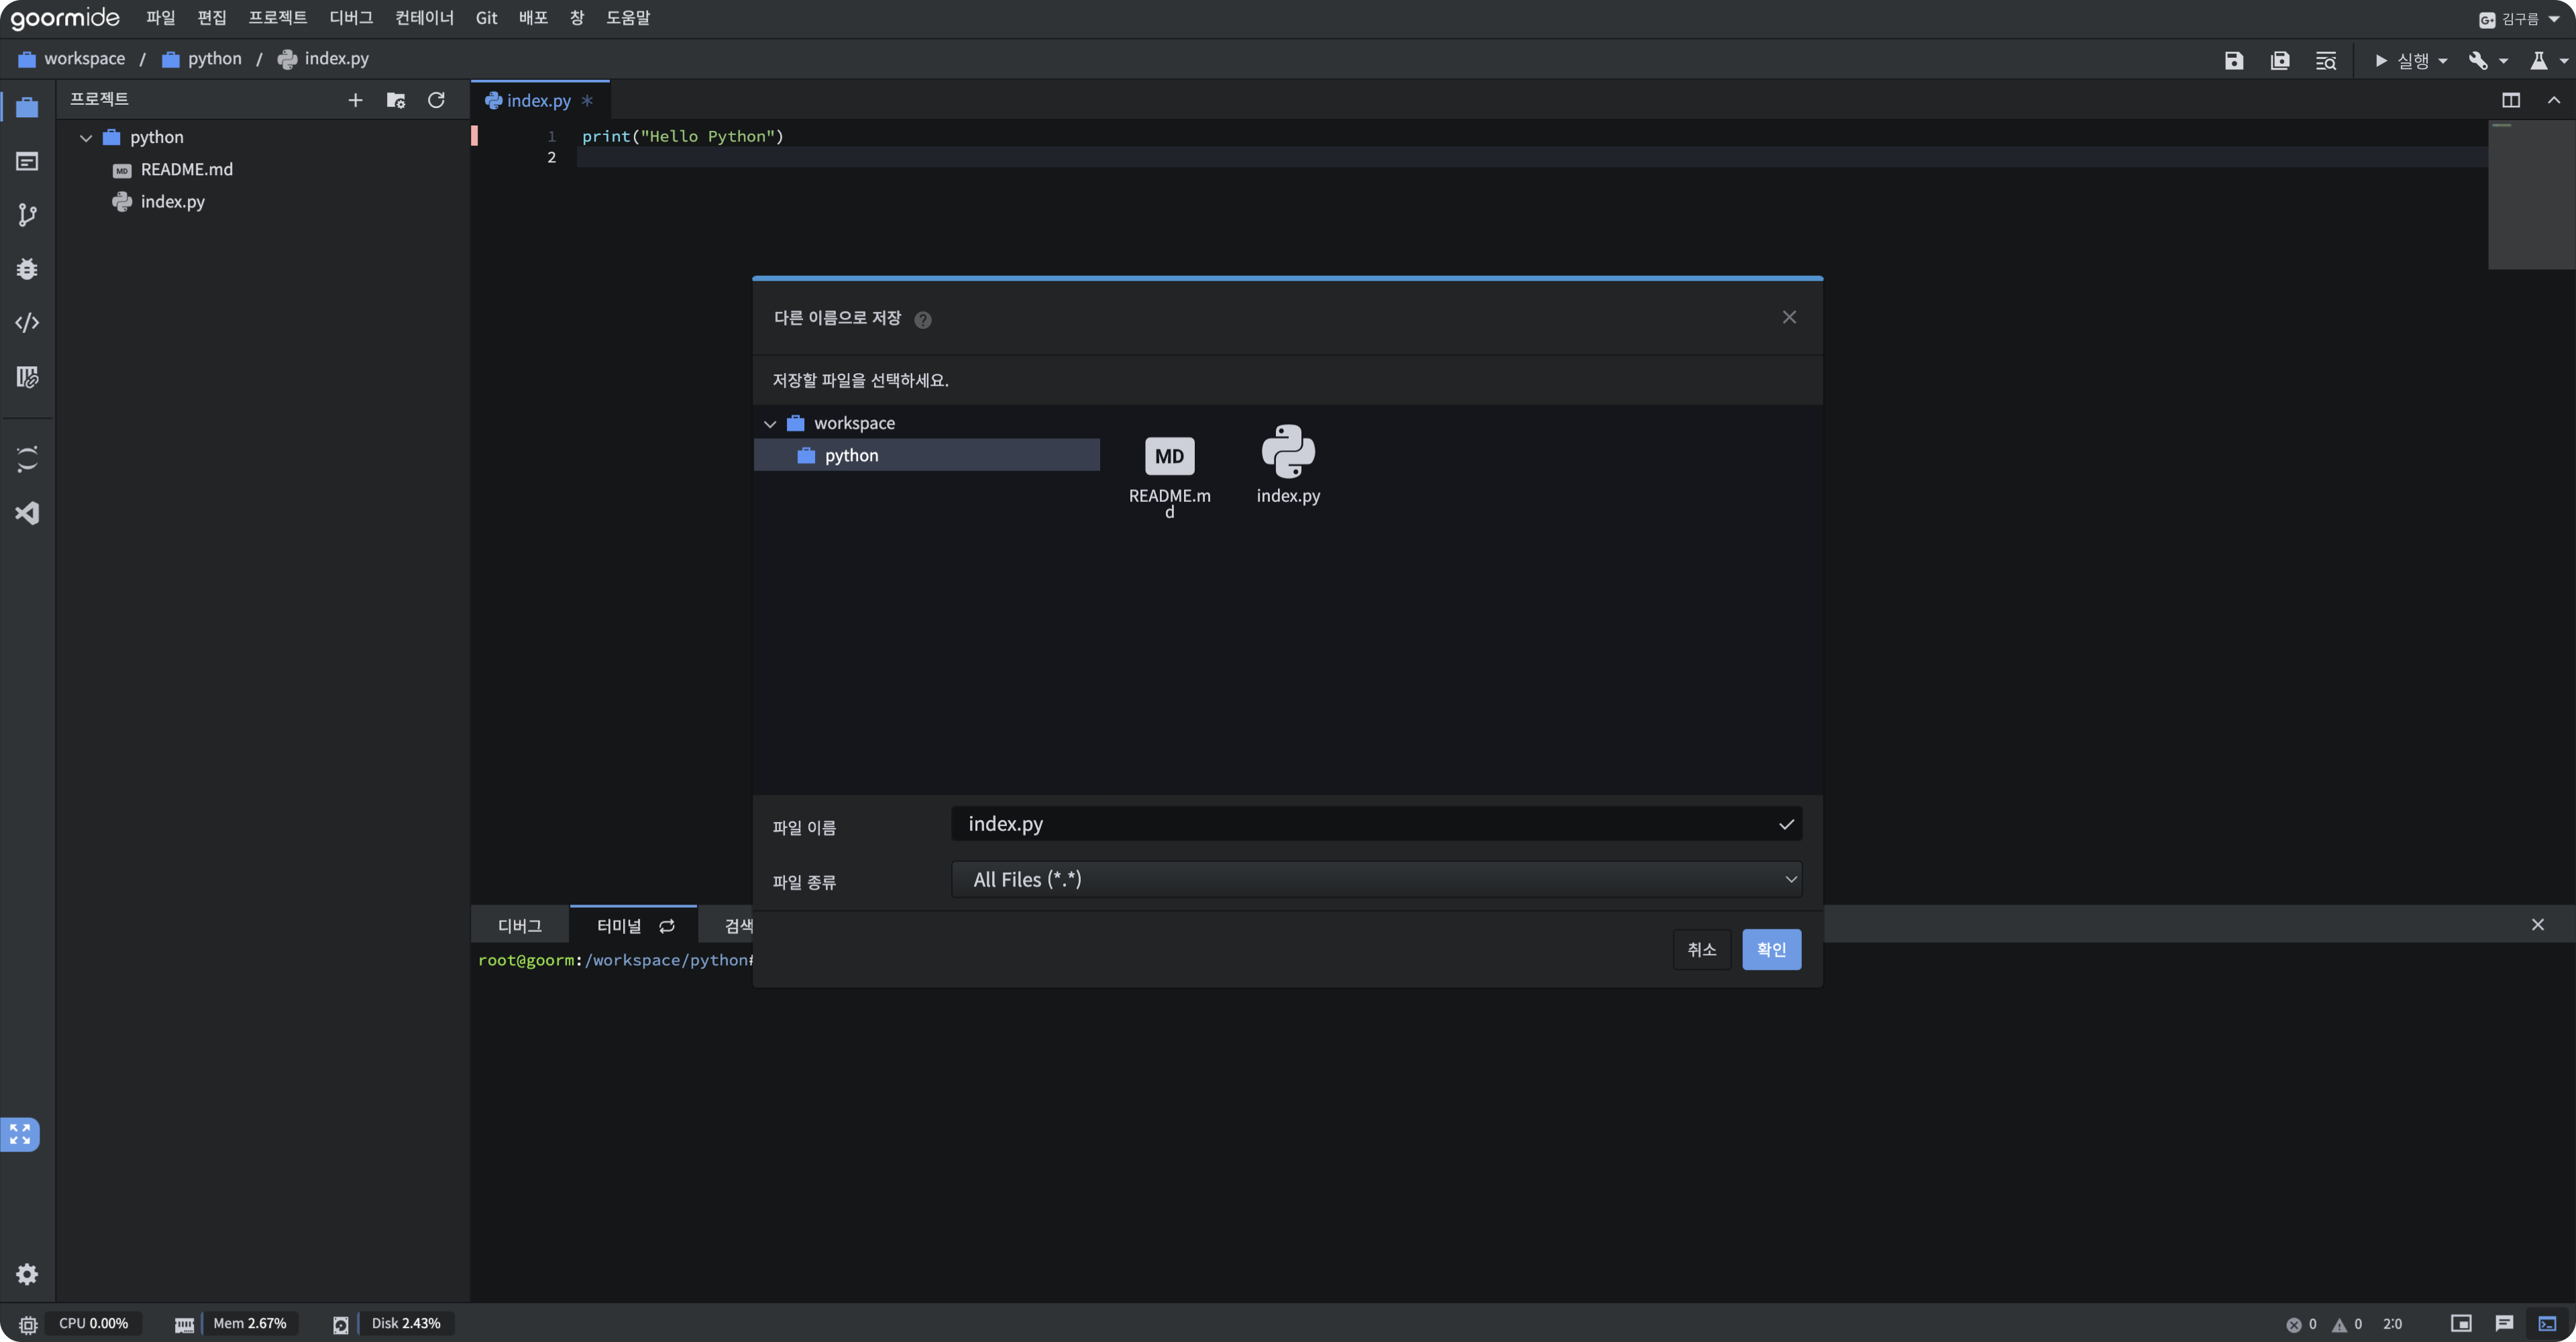 goormide 파일 편집 프로젝트 디버그 컨테이너 Git 배포 창 도움말 G+ 김구름
workspace / python / index.py 실행
프로젝트
python
README.md
index.py
index.py *
1 print("Hello Python")
2
다른 이름으로 저장 ?
저장할 파일을 선택하세요.
workspace
python
MD
README.m
d
index.py
파일 이름 index.py
파일 종류 All Files (*.*)
취소 확인
디버그 터미널 검색
root@goorm:/workspace/python#
CPU 0.00% Mem 2.67% Disk 2.43% 0 0 2:0